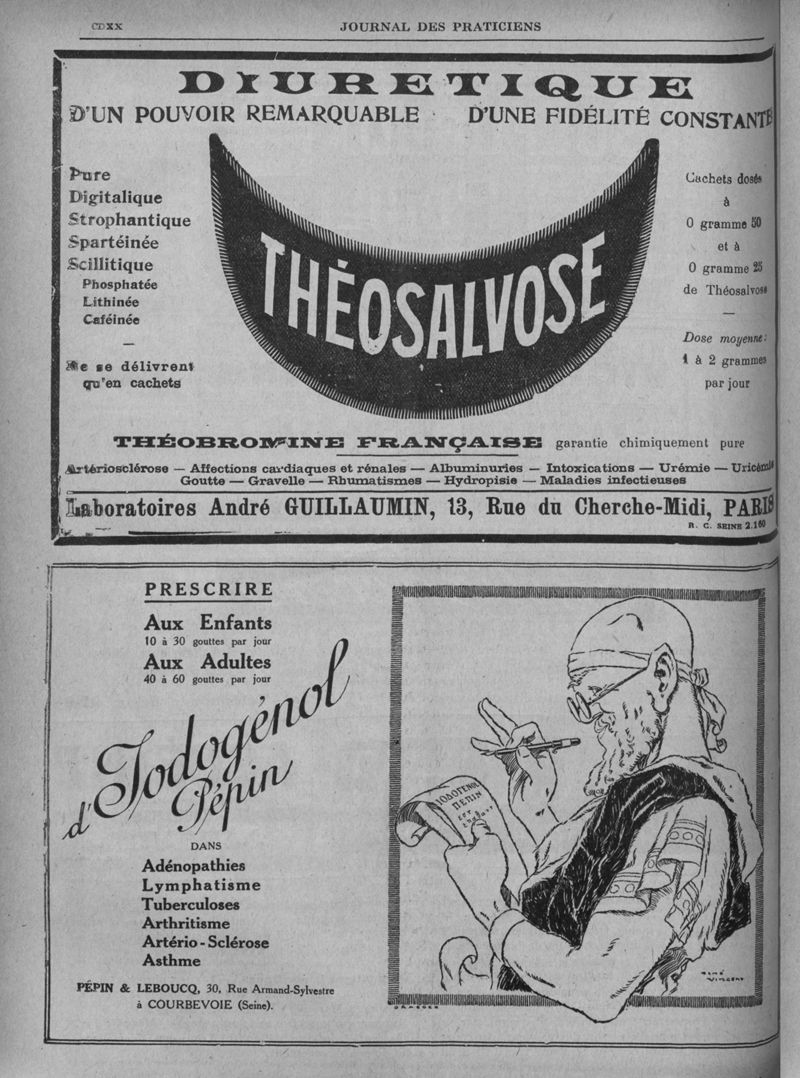 CDXX
JOURNAL DES PRATICIENS
DIURETIQUE
D'UN POUVOIR REMARQUABLE · D'UNE FIDÉLITÉ CONSTANTE
Pure
Digitalique
Strophantique
Spartéinée
Scillitique
Phosphatée
Lithinée
Caféinée
—
Ne se délivrent
qu'en cachets
THÉOSALVOSE
Cachets dosés
à
0 gramme 50
et à
0 gramme 25
de Théosalvose
—
Dose moyenne:
1 à 2 grammes
par jour
THÉOBROMINE FRANÇAISE garantie chimiquement pure
Artériosclérose — Affections cardiaques et rénales — Albuminuries — Intoxications — Urémie — Uricémie
Goutte — Gravelle — Rhumatismes — Hydropisie — Maladies infectieuses
Laboratoires André GUILLAUMIN, 13, Rue du Cherche-Midi, PARIS
R. C. SEINE 2.160
PRESCRIRE
Aux Enfants
10 à 30 gouttes par jour
Aux Adultes
40 à 60 gouttes par jour
d'Iodogénol
Pépin
DANS
Adénopathies
Lymphatisme
Tuberculoses
Arthritisme
Artério-Sclérose
Asthme
PÉPIN & LEBOUCQ, 30, Rue Armand-Sylvestre
à COURBEVOIE (Seine).
ΠΕΠΙΝ
RENÉ
VINCENT
DRAEGER